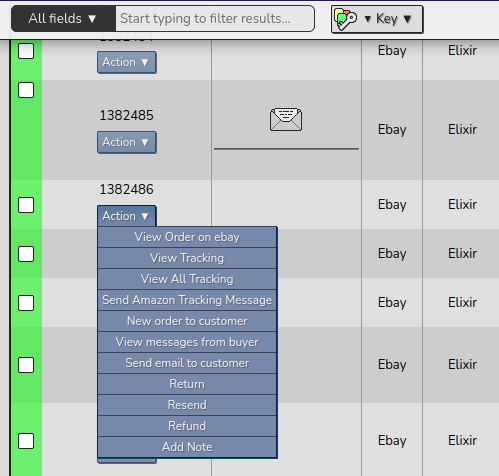 All fields ▼ Start typing to filter results...
▼ Key ▼
Action ▼ Ebay Elixir
1382485
Action ▼ Ebay Elixir
1382486
Action ▼ Ebay Elixir
View Order on ebay
View Tracking Ebay Elixir
View All Tracking
Send Amazon Tracking Message Ebay Elixir
New order to customer
View messages from buyer
Send email to customer Ebay Elixir
Return
Resend
Refund
Add Note Ebay Elixir